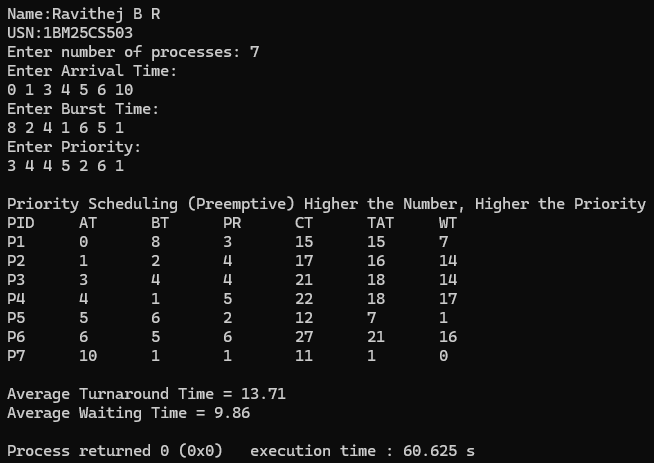 Name:Ravithej B R
USN:1BM25CS503
Enter number of processes: 7
Enter Arrival Time:
0 1 3 4 5 6 10
Enter Burst Time:
8 2 4 1 6 5 1
Enter Priority:
3 4 4 5 2 6 1

Priority Scheduling (Preemptive) Higher the Number, Higher the Priority
PID     AT      BT      PR      CT      TAT     WT
P1      0       8       3       15      15      7
P2      1       2       4       17      16      14
P3      3       4       4       21      18      14
P4      4       1       5       22      18      17
P5      5       6       2       12      7       1
P6      6       5       6       27      21      16
P7      10      1       1       11      1       0

Average Turnaround Time = 13.71
Average Waiting Time = 9.86

Process returned 0 (0x0)   execution time : 60.625 s